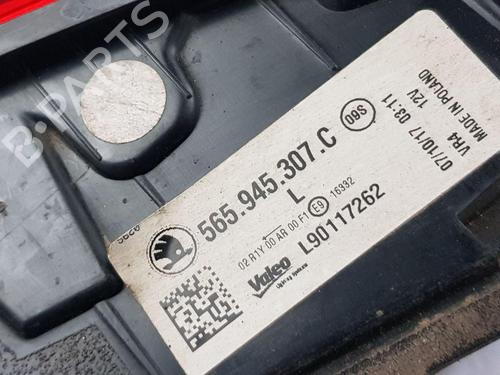 B-PARTS
S60
565.945.307.C
L
02 R1Y 00 AR 00 F1 E9 16332
Valeo
L90117262
VR4 12V
07/10/17 03:11
MADE IN POLAND